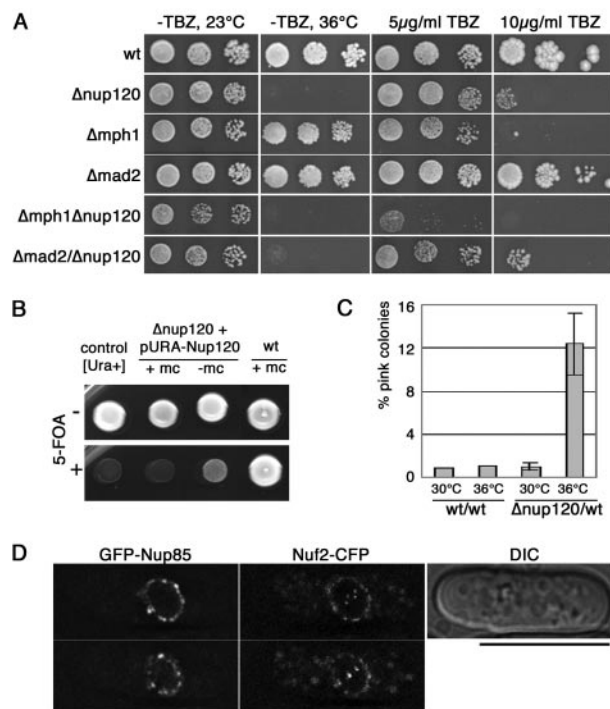 A
-TBZ, 23°C -TBZ, 36°C 5µg/ml TBZ 10µg/ml TBZ
wt
Δnup120
Δmph1
Δmad2
Δmph1Δnup120
Δmad2/Δnup120
B
control
[Ura+]
Δnup120 +
pURA-Nup120
wt
+ mc -mc + mc
5-FOA
-
+
C
% pink colonies
16
12
8
4
0
30°C 36°C 30°C 36°C
wt/wt Δnup120/wt
D
GFP-Nup85 Nuf2-CFP DIC